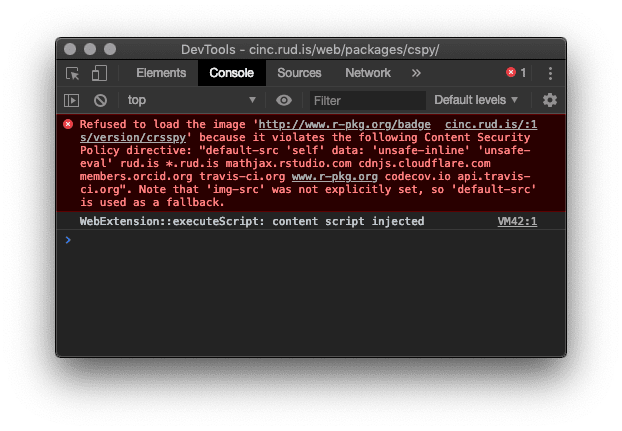 DevTools - cinc.rud.is/web/packages/cspy/
Elements Console Sources Network » 1
top Filter Default levels ▼
Refused to load the image 'http://www.r-pkg.org/badge cinc.rud.is/:1
s/version/crsspy' because it violates the following Content Security
Policy directive: "default-src 'self' data: 'unsafe-inline' 'unsafe-
eval' rud.is *.rud.is mathjax.rstudio.com cdnjs.cloudflare.com
members.orcid.org travis-ci.org www.r-pkg.org codecov.io api.travis-
ci.org". Note that 'img-src' was not explicitly set, so 'default-src'
is used as a fallback.
WebExtension::executeScript: content script injected VM42:1